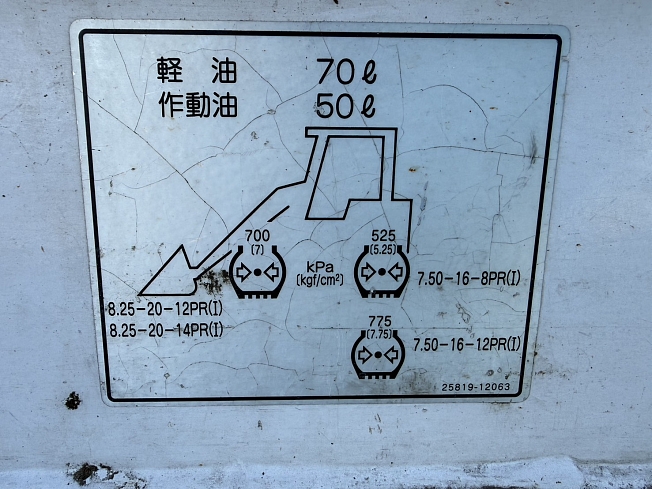 軽 油 70ℓ
作動油 50ℓ
700
(7)
kPa
(kgf/cm²)
525
(5.25)
7.50-16-8PR(I)
8.25-20-12PR(I)
8.25-20-14PR(I)
775
(7.75)
7.50-16-12PR(I)
25819-12063